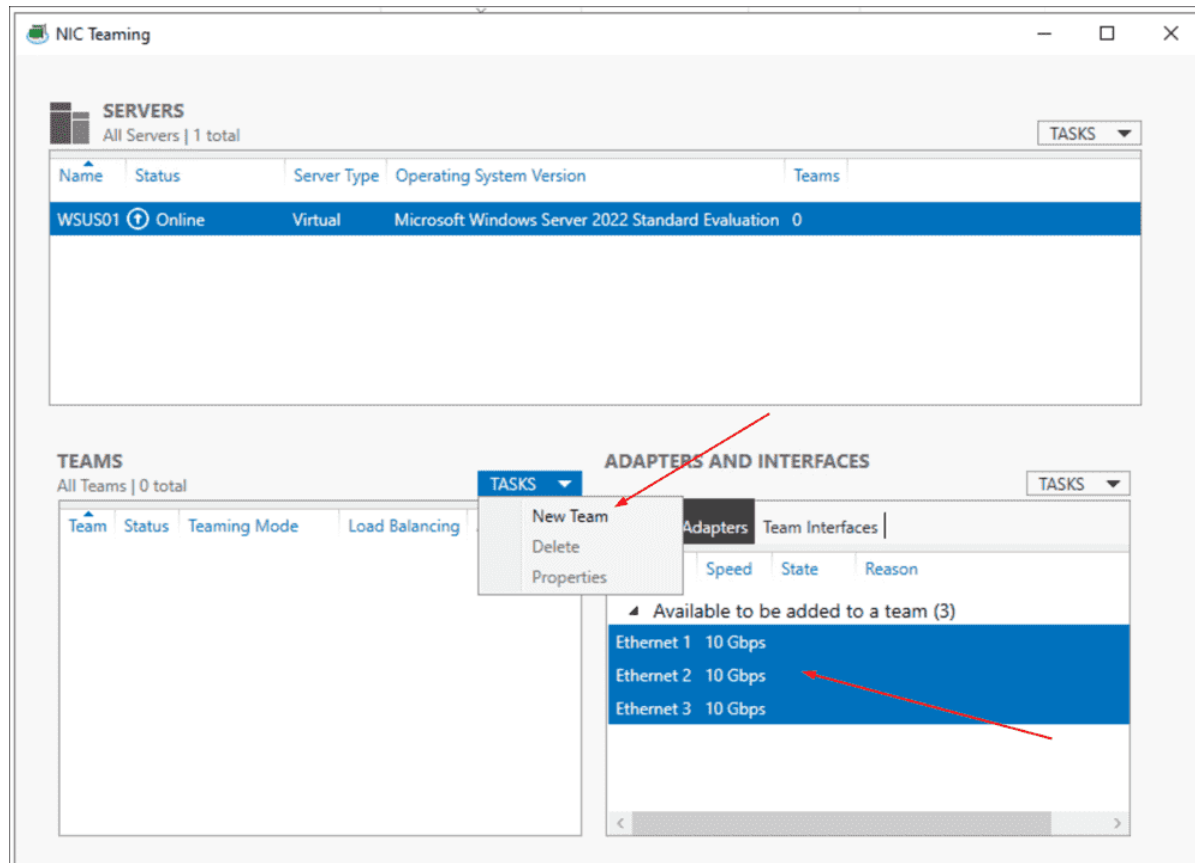 NIC Teaming
SERVERS
All Servers | 1 total
TASKS
Name Status Server Type Operating System Version Teams
WSUS01 Online Virtual Microsoft Windows Server 2022 Standard Evaluation 0
TEAMS
All Teams | 0 total
TASKS
Team Status Teaming Mode Load Balancing
New Team
Delete
Properties
ADAPTERS AND INTERFACES
TASKS
Adapters Team Interfaces
Speed State Reason
Available to be added to a team (3)
Ethernet 1 10 Gbps
Ethernet 2 10 Gbps
Ethernet 3 10 Gbps